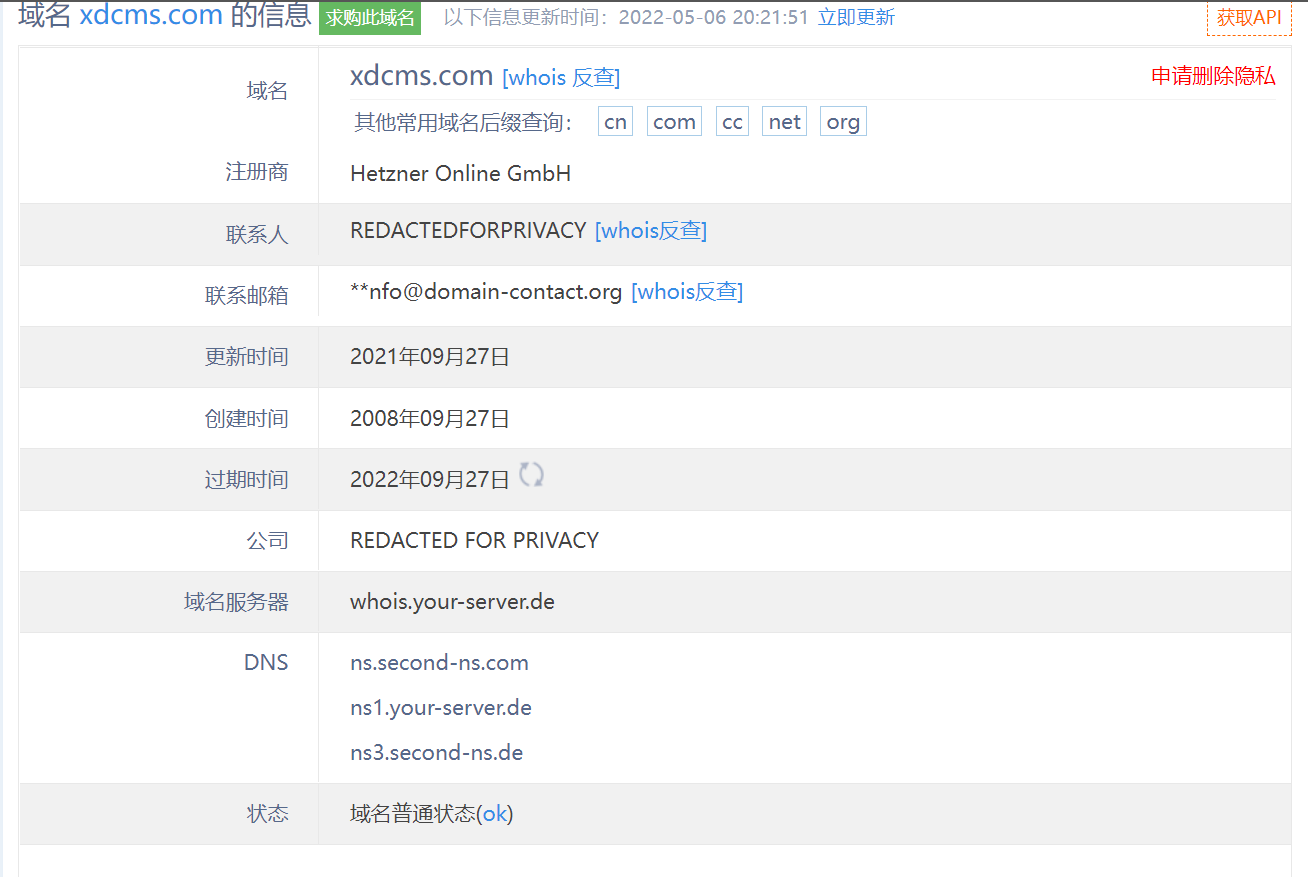 域名 xdcms.com 的信息 求购此域名 以下信息更新时间：2022-05-06 20:21:51 立即更新 获取API
域名 xdcms.com [whois 反查] 申请删除隐私
其他常用域名后缀查询： cn com cc net org
注册商 Hetzner Online GmbH
联系人 REDACTEDFORPRIVACY [whois反查]
联系邮箱 **nfo@domain-contact.org [whois反查]
更新时间 2021年09月27日
创建时间 2008年09月27日
过期时间 2022年09月27日
公司 REDACTED FOR PRIVACY
域名服务器 whois.your-server.de
DNS ns.second-ns.com
ns1.your-server.de
ns3.second-ns.de
状态 域名普通状态(ok)